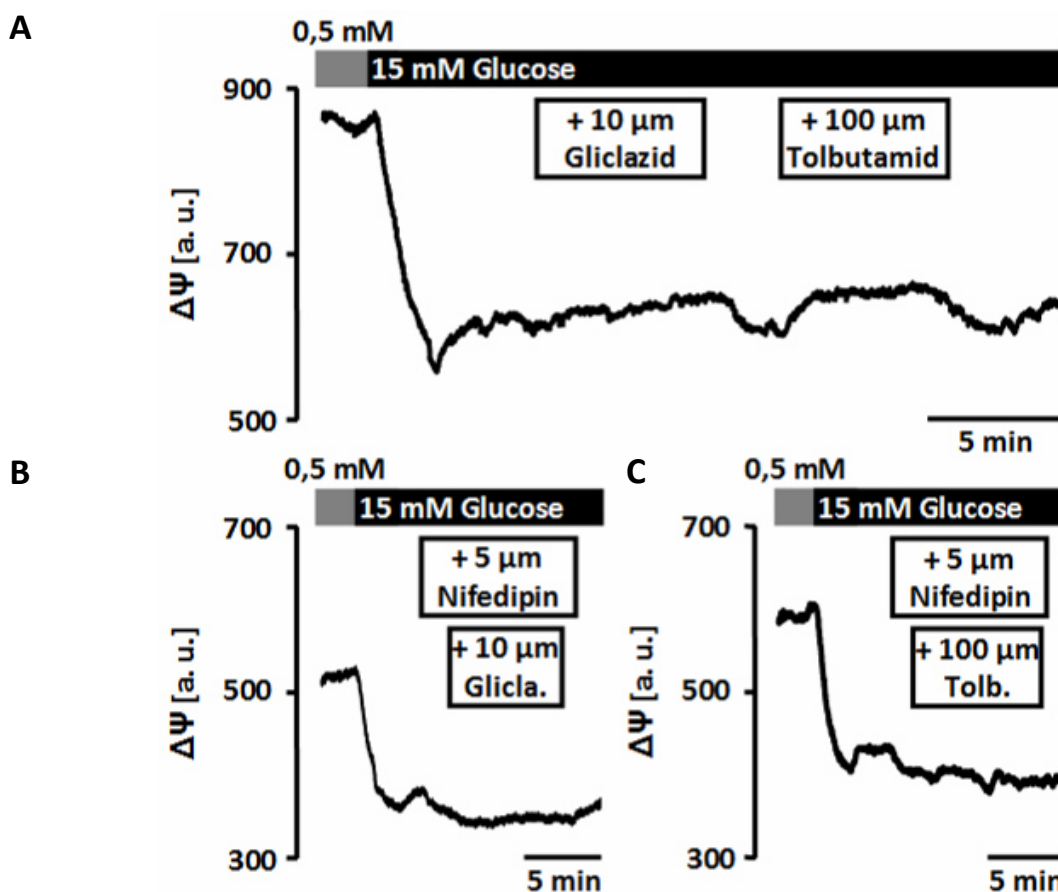 A
0,5 mM
15 mM Glucose
900
+ 10 µm
Gliclazid
+ 100 µm
Tolbutamid
ΔΨ [a. u.]
700
500
5 min
B
0,5 mM
15 mM Glucose
700
+ 5 µm
Nifedipin
+ 10 µm
Glicla.
ΔΨ [a. u.]
500
300
5 min
C
0,5 mM
15 mM Glucose
700
+ 5 µm
Nifedipin
+ 100 µm
Tolb.
ΔΨ [a. u.]
500
300
5 min